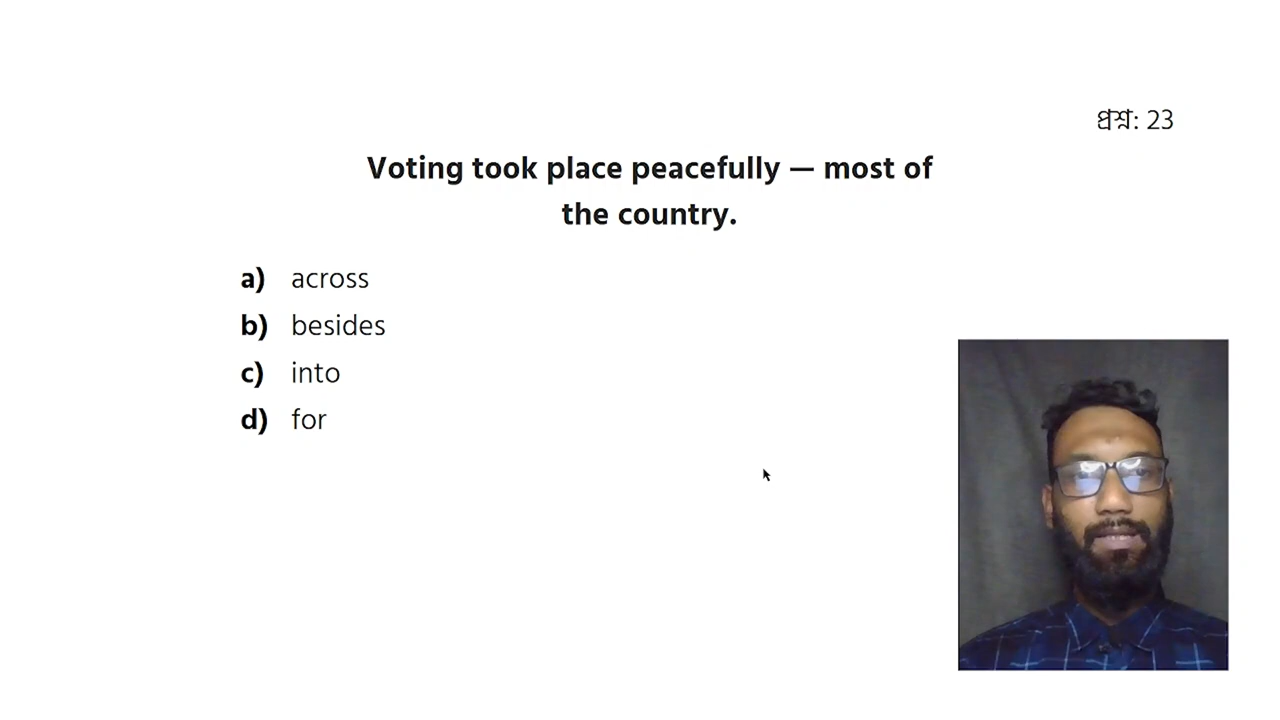 প্রশ্ন: 23
Voting took place peacefully — most of
the country.
a) across
b) besides
c) into
d) for